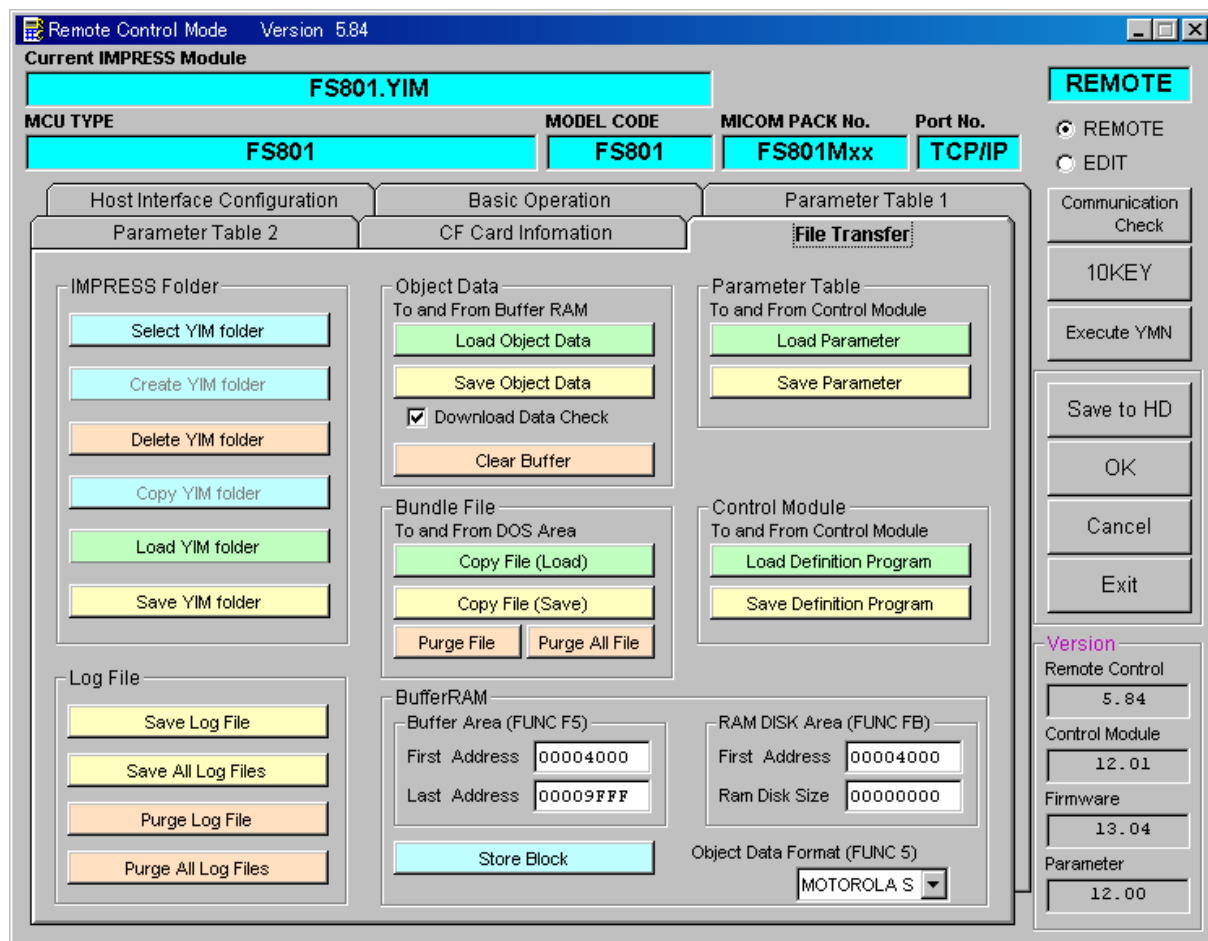 Remote Control Mode Version 5.84
Current IMPRESS Module
FS801.YIM
REMOTE
MCU TYPE
MODEL CODE
MICOM PACK No.
Port No.
FS801
FS801
FS801Mxx
TCP/IP
REMOTE
EDIT
Host Interface Configuration
Basic Operation
Parameter Table 1
Parameter Table 2
CF Card Infomation
File Transfer
IMPRESS Folder
Select YIM folder
Create YIM folder
Delete YIM folder
Copy YIM folder
Load YIM folder
Save YIM folder
Log File
Save Log File
Save All Log Files
Purge Log File
Purge All Log Files
Object Data
To and From Buffer RAM
Load Object Data
Save Object Data
Download Data Check
Clear Buffer
Bundle File
To and From DOS Area
Copy File (Load)
Copy File (Save)
Purge File
Purge All File
Parameter Table
To and From Control Module
Load Parameter
Save Parameter
Control Module
To and From Control Module
Load Definition Program
Save Definition Program
BufferRAM
Buffer Area (FUNC F5)
First Address 00004000
Last Address 00009FFF
RAM DISK Area (FUNC FB)
First Address 00004000
Ram Disk Size 00000000
Store Block
Object Data Format (FUNC 5)
MOTOROLA S
Communication
Check
10KEY
Execute YMN
Save to HD
OK
Cancel
Exit
Version
Remote Control
5.84
Control Module
12.01
Firmware
13.04
Parameter
12.00